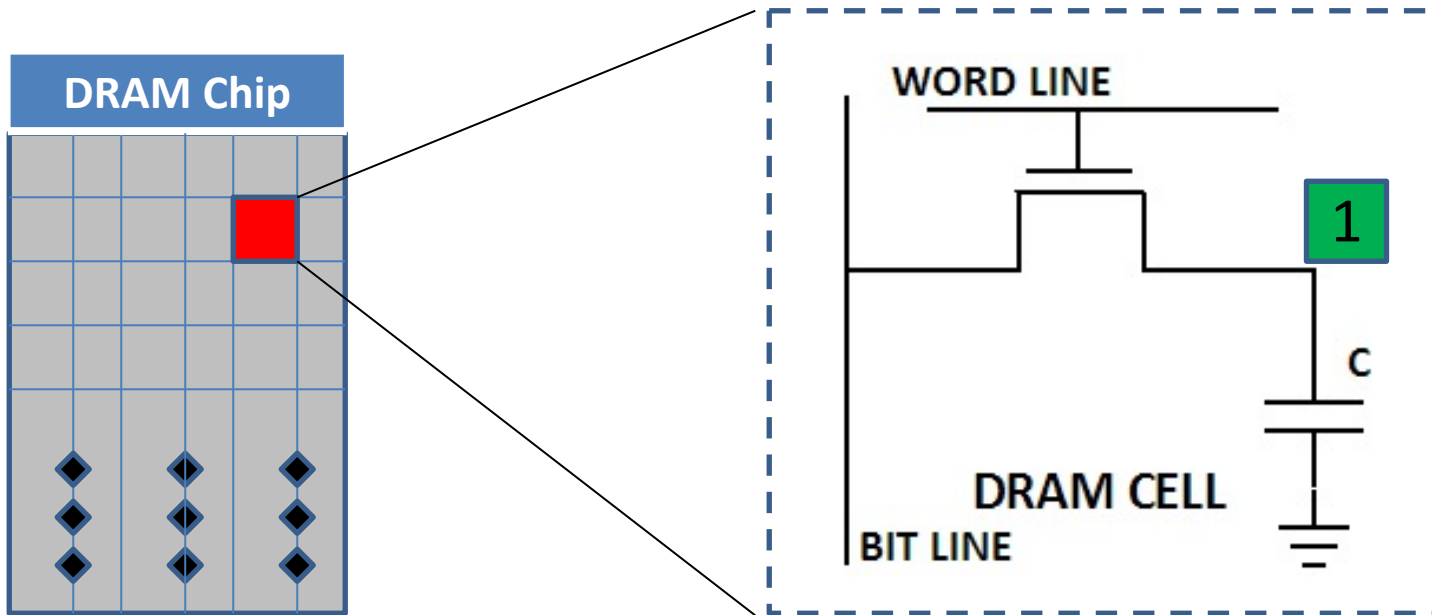 DRAM Chip
WORD LINE
1
C
DRAM CELL
BIT LINE